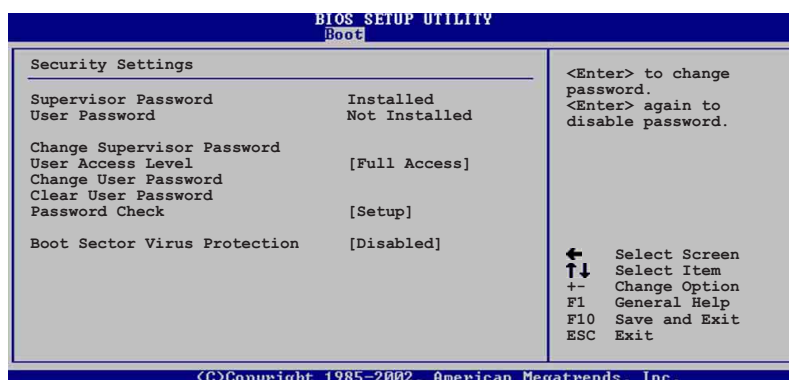 BIOS SETUP UTILITY
Boot
Security Settings
Supervisor Password Installed
User Password Not Installed
Change Supervisor Password
User Access Level [Full Access]
Change User Password
Clear User Password
Password Check [Setup]
Boot Sector Virus Protection [Disabled]
<Enter> to change
password.
<Enter> again to
disable password.
← Select Screen
↑↓ Select Item
+- Change Option
F1 General Help
F10 Save and Exit
ESC Exit
(C)Copyright 1985-2002, American Megatrends, Inc.